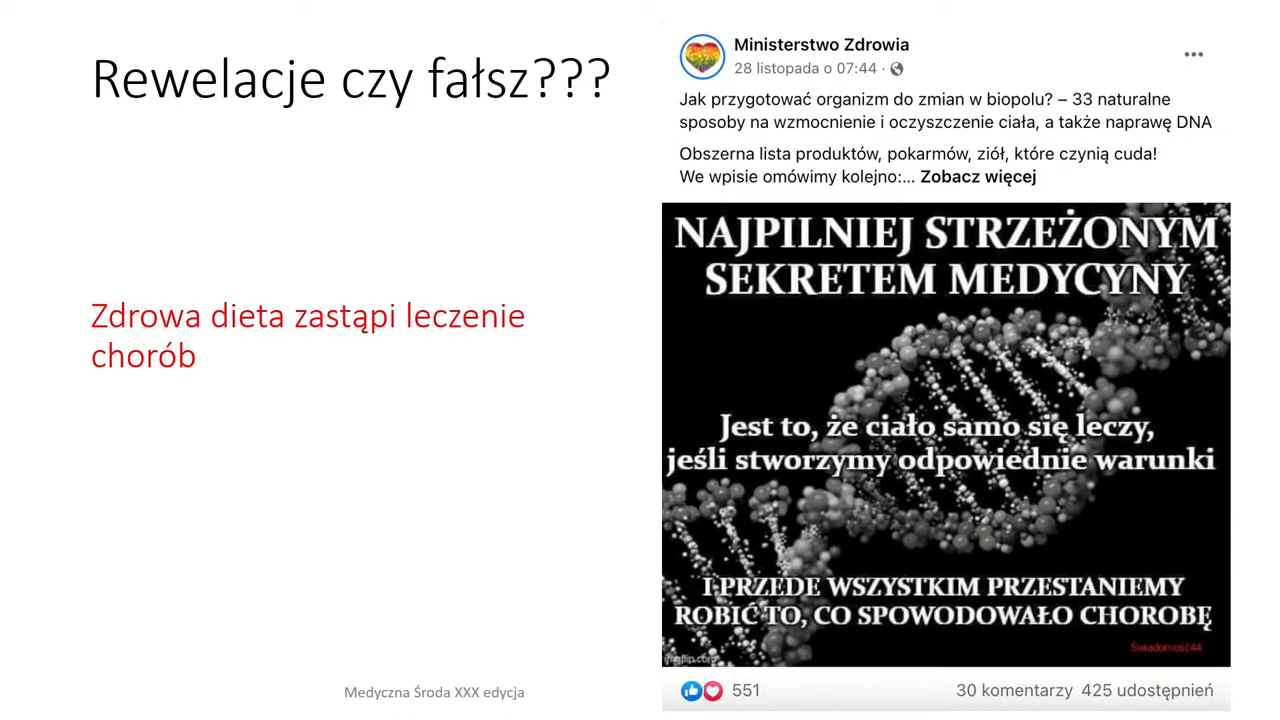 Rewelacje czy fałsz???
Zdrowa dieta zastąpi leczenie
chorób
Medyczna Środa XXX edycja
Ministerstwo Zdrowia
28 listopada o 07:44 ·
Jak przygotować organizm do zmian w biopolu? – 33 naturalne
sposoby na wzmocnienie i oczyszczenie ciała, a także naprawę DNA
Obszerna lista produktów, pokarmów, ziół, które czynią cuda!
We wpisie omówimy kolejno:... Zobacz więcej
NAJPILNIEJ STRZEŻONYM
SEKRETEM MEDYCYNY
Jest to, że ciało samo się leczy,
jeśli stworzymy odpowiednie warunki
I PRZEDE WSZYSTKIM PRZESTANIEMY
ROBIĆ TO, CO SPOWODOWAŁO CHOROBĘ
Świadomość44
imgflip.com
551
30 komentarzy 425 udostępnień